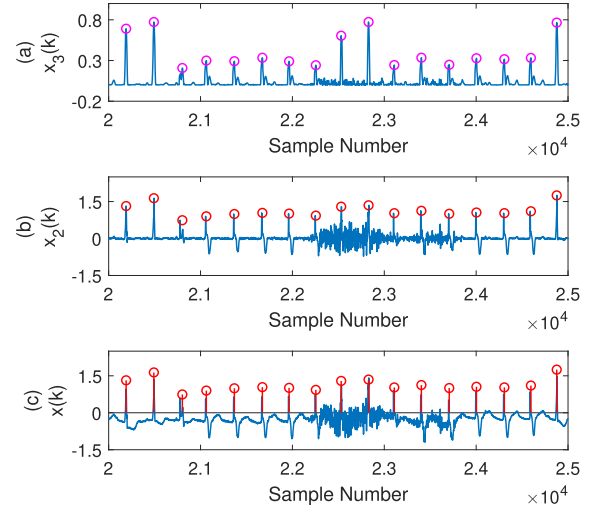 (a)
x3(k)
0.8
0.3
-0.2
2 2.1 2.2 2.3 2.4 2.5
Sample Number
×10^4
(b)
x2(k)
1.5
0
-1.5
2 2.1 2.2 2.3 2.4 2.5
Sample Number
×10^4
(c)
x(k)
1.5
0
-1.5
2 2.1 2.2 2.3 2.4 2.5
Sample Number
×10^4